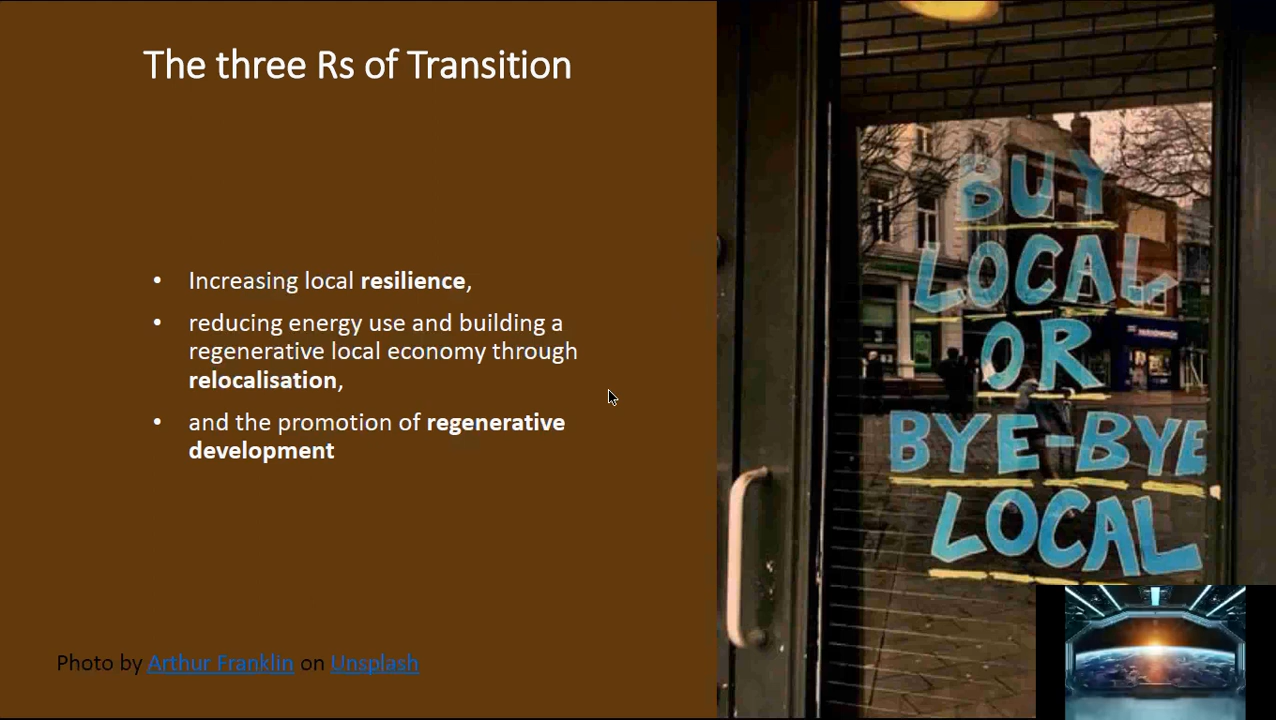 The three Rs of Transition
• Increasing local resilience,
• reducing energy use and building a
regenerative local economy through
relocalisation,
• and the promotion of regenerative
development
Photo by Arthur Franklin on Unsplash
BUY
LOCAL
OR
BYE-BYE
LOCAL